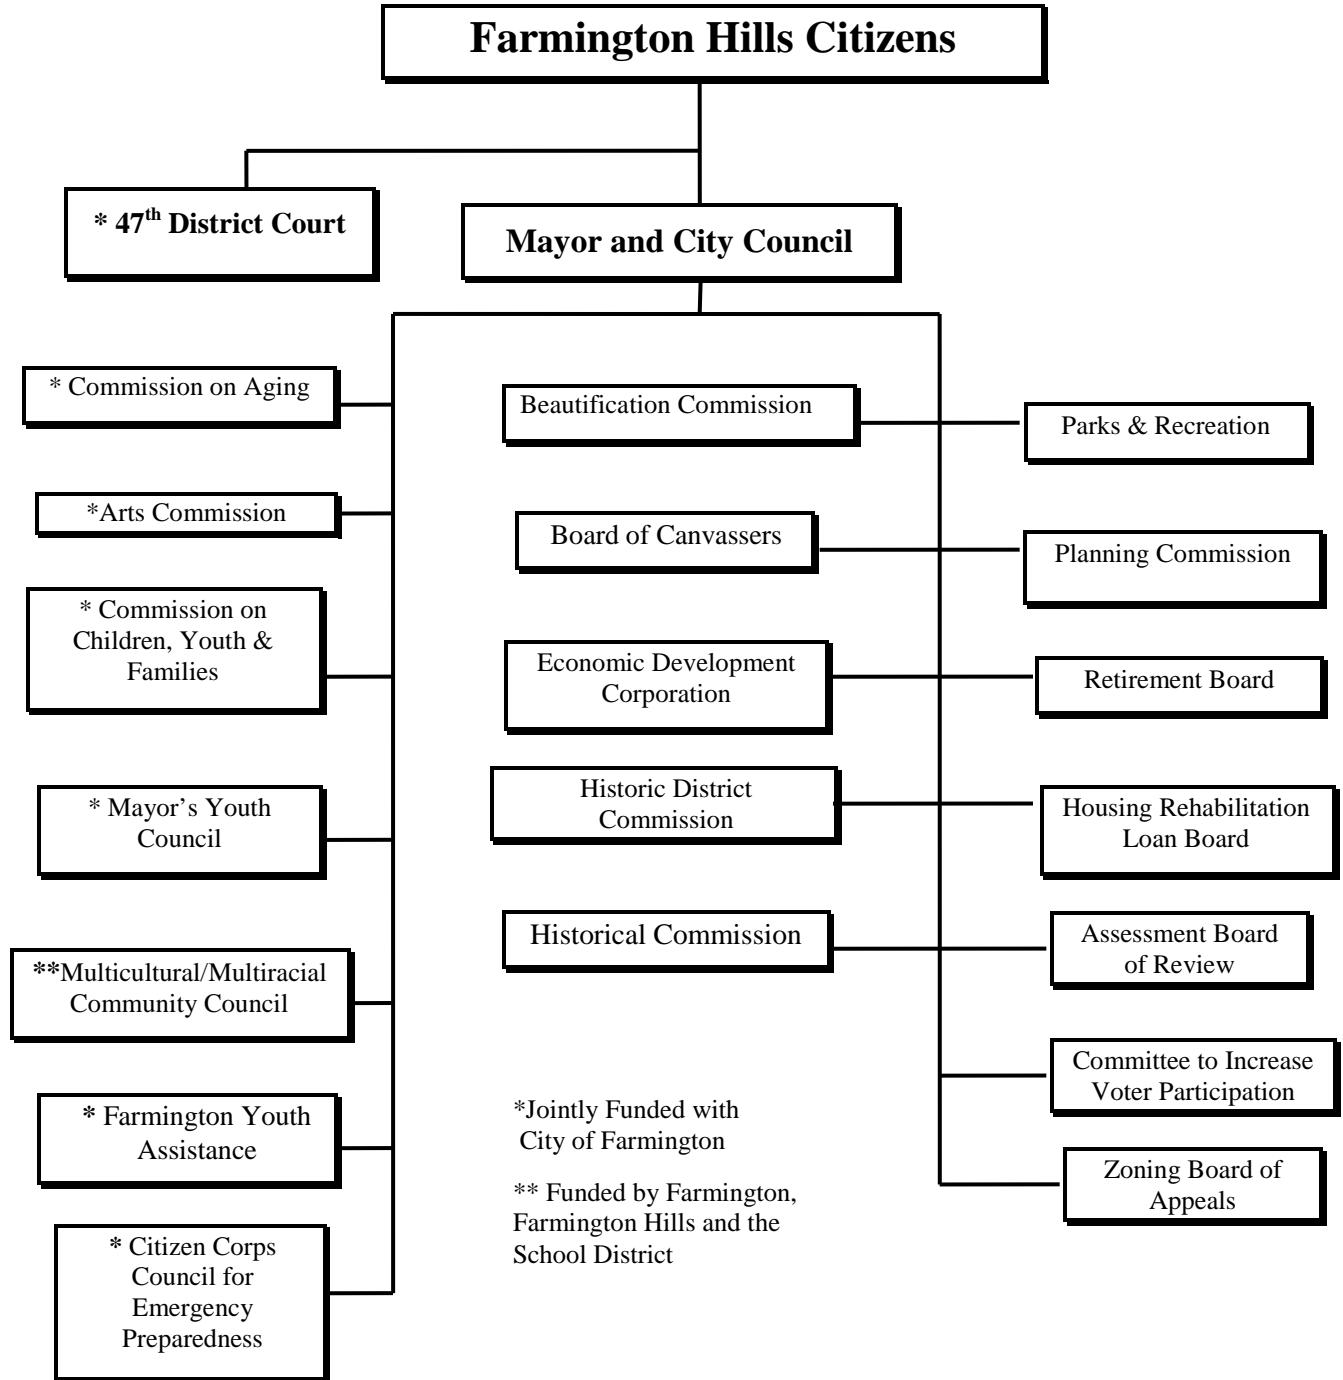 Farmington Hills Citizens
* 47th District Court
Mayor and City Council
* Commission on Aging
*Arts Commission
* Commission on
Children, Youth &
Families
* Mayor’s Youth
Council
**Multicultural/Multiracial
Community Council
* Farmington Youth
Assistance
* Citizen Corps
Council for
Emergency
Preparedness
Beautification Commission
Board of Canvassers
Economic Development
Corporation
Historic District
Commission
Historical Commission
*Jointly Funded with
City of Farmington
** Funded by Farmington,
Farmington Hills and the
School District
Parks & Recreation
Planning Commission
Retirement Board
Housing Rehabilitation
Loan Board
Assessment Board
of Review
Committee to Increase
Voter Participation
Zoning Board of
Appeals